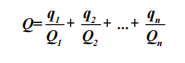 Q = q₁/Q₁ + q₂/Q₂ + ... + qₙ/Qₙ